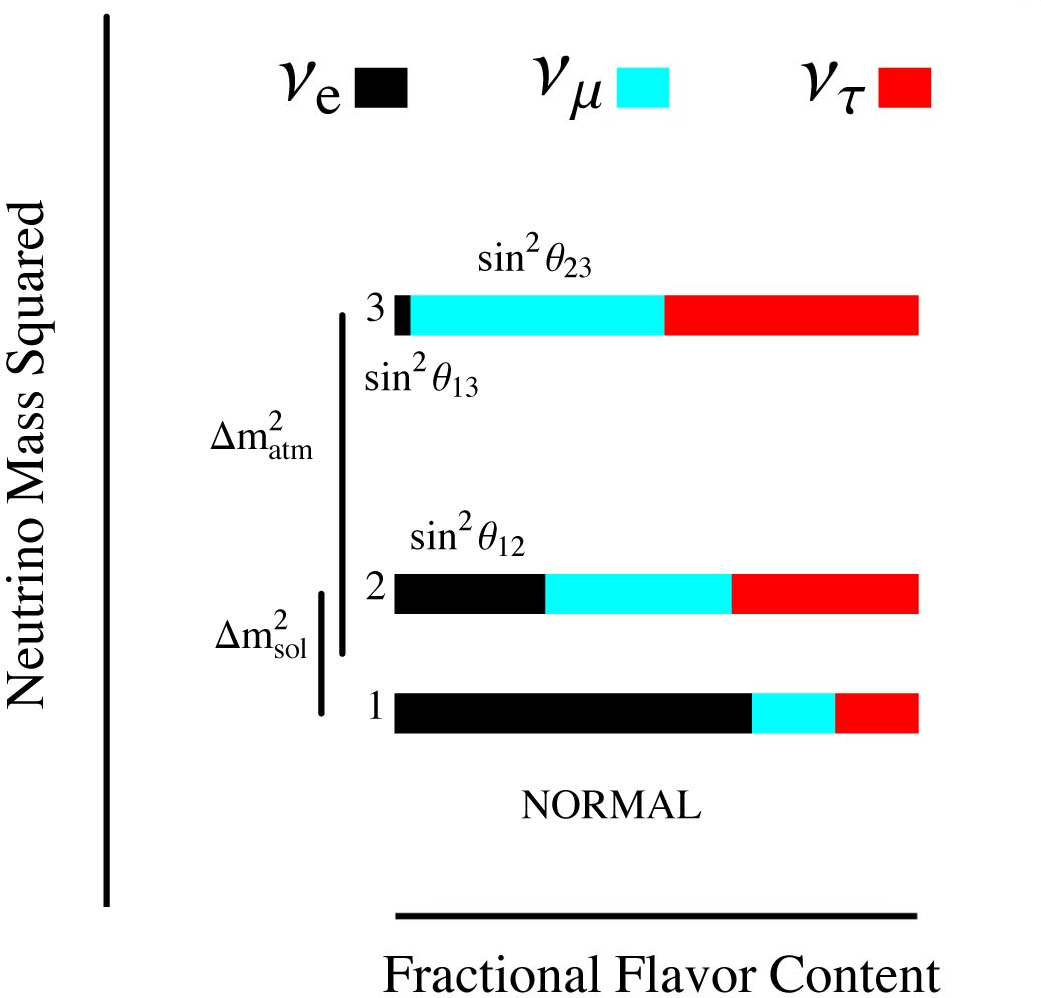 Neutrino Mass Squared
νe νμ ντ
sin²θ23
3
sin²θ13
Δm²atm
sin²θ12
2
Δm²sol
1
NORMAL
Fractional Flavor Content